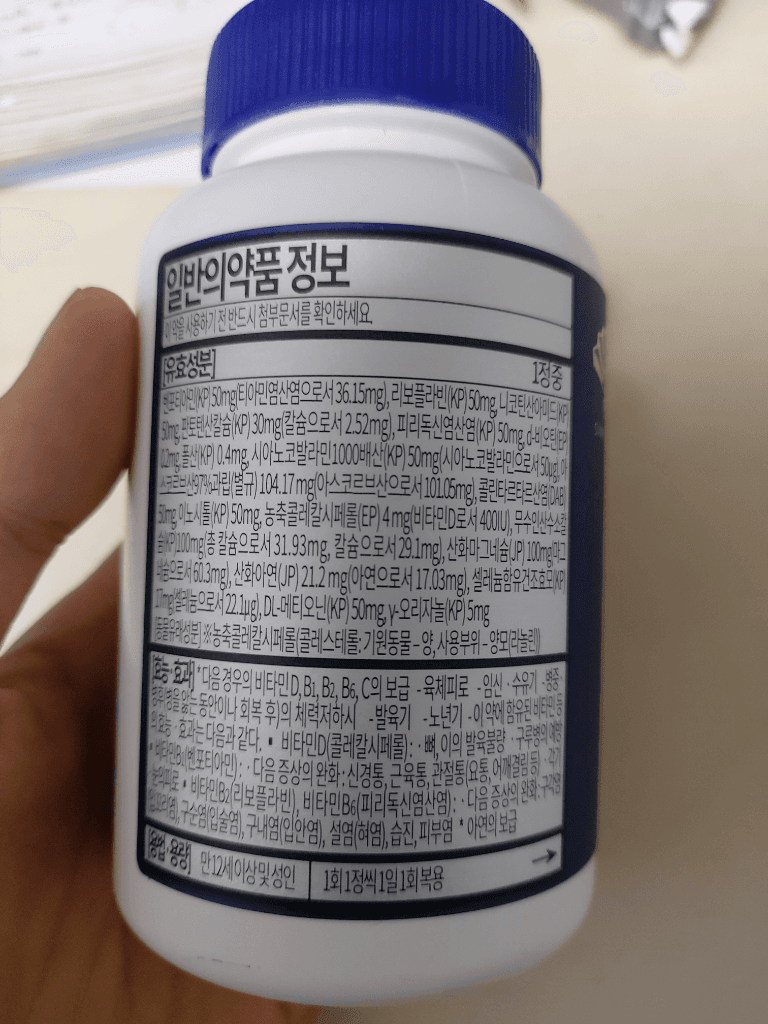 일반의약품 정보
이 약을 사용하기 전 반드시 첨부문서를 확인하세요.
[유효성분] 1정중
벤포티아민(KP) 50mg(티아민염산염으로서 36.15mg), 리보플라빈(KP) 50mg, 니코틴산아미드(KP)
50mg, 판토텐산칼슘(KP) 30mg(칼슘으로서 2.52mg), 피리독신염산염(KP) 50mg, d-비오틴(EP)
0.2mg, 폴산(KP) 0.4mg, 시아노코발라민1000배산(KP) 50mg(시아노코발라민으로서 50μg), 아
스코르브산97%과립(별규) 104.17mg(아스코르브산으로서 101.05mg), 콜린타르타르산염(DAB)
50mg, 이노시톨(KP) 50mg, 농축콜레칼시페롤(EP) 4mg(비타민D로서 400IU), 무수인산수소칼
슘(KP)100mg(총 칼슘으로서 31.93mg, 칼슘으로서 29.1mg), 산화마그네슘(JP) 100mg(마그
네슘으로서 60.3mg), 산화아연(JP) 21.2mg(아연으로서 17.03mg), 셀레늄함유건조효모(KP)
(셀레늄으로서 22.1μg), DL-메티오닌(KP) 50mg, γ-오리자놀(KP) 5mg
[동물유래성분] ※농축콜레칼시페롤(콜레스테롤: 기원동물 – 양, 사용부위 – 양모(라놀린))
[효능·효과] *다음 경우의 비타민 D, B₁, B₂, B₆, C의 보급 -육체피로 -임신·수유기 -병중·
병후(병을 앓는 동안이나 회복 후)의 체력저하시 -발육기 -노년기 -이 약에 함유된 비타민 등
의 효능·효과는 다음과 같다. ▪ 비타민D(콜레칼시페롤): · 뼈, 이의 발육불량 · 구루병의 예방
▪ 비타민B₁(벤포티아민): · 다음 증상의 완화: 신경통, 근육통, 관절통(요통, 어깨결림 등) · 각기
· 눈의피로 ▪ 비타민B₂(리보플라빈), 비타민B₆(피리독신염산염): · 다음 증상의 완화: 구각염
(입꼬리염), 구순염(입술염), 구내염(입안염), 설염(혀염), 습진, 피부염 * 아연의 보급
[용법·용량] 만12세이상및성인 1회 1정씩 1일 1회 복용 →